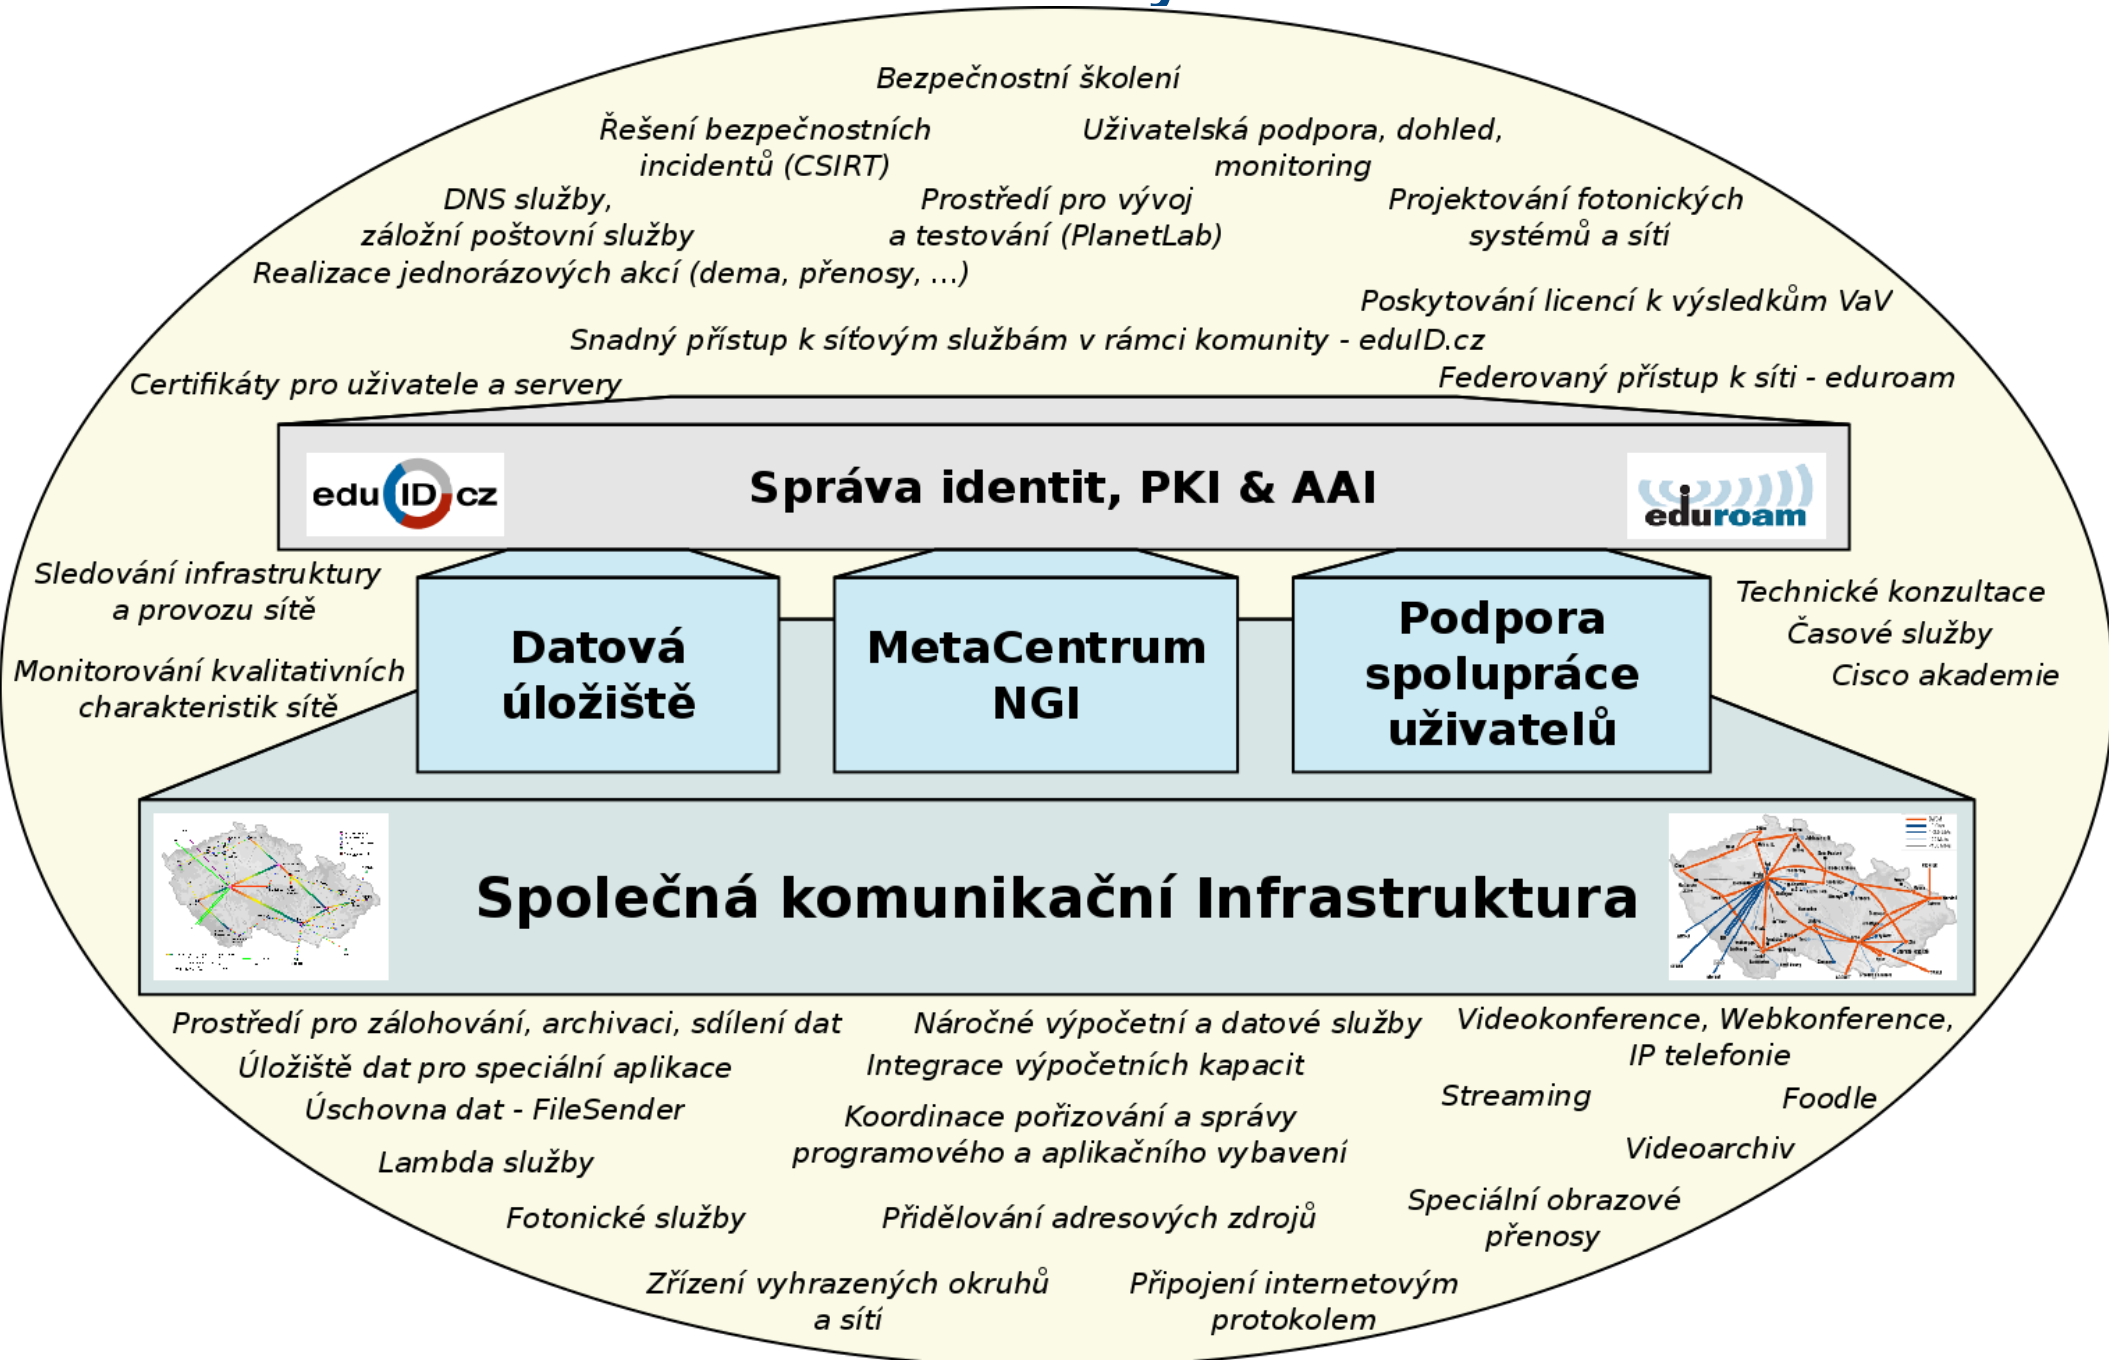 Bezpečnostní školení
Řešení bezpečnostních
incidentů (CSIRT)
Uživatelská podpora, dohled,
monitoring
DNS služby,
záložní poštovní služby
Prostředí pro vývoj
a testování (PlanetLab)
Projektování fotonických
systémů a sítí
Realizace jednorázových akcí (dema, přenosy, ...)
Poskytování licencí k výsledkům VaV
Snadný přístup k síťovým službám v rámci komunity - eduID.cz
Certifikáty pro uživatele a servery
Federovaný přístup k síti - eduroam
edu ID cz
Správa identit, PKI & AAI
eduroam
Sledování infrastruktury
a provozu sítě
Monitorování kvalitativních
charakteristik sítě
Datová
úložiště
MetaCentrum
NGI
Podpora
spolupráce
uživatelů
Technické konzultace
Časové služby
Cisco akademie
Společná komunikační Infrastruktura
Prostředí pro zálohování, archivaci, sdílení dat
Úložiště dat pro speciální aplikace
Úschovna dat - FileSender
Lambda služby
Fotonické služby
Náročné výpočetní a datové služby
Integrace výpočetních kapacit
Koordinace pořizování a správy
programového a aplikačního vybavení
Přidělování adresových zdrojů
Videokonference, Webkonference,
IP telefonie
Streaming
Foodle
Videoarchiv
Speciální obrazové
přenosy
Zřízení vyhrazených okruhů
a sítí
Připojení internetovým
protokolem